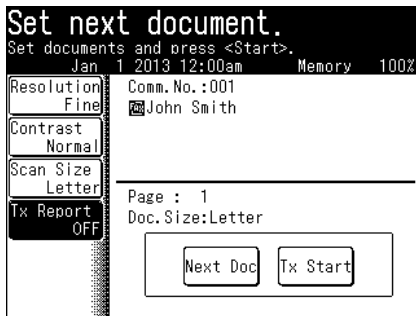 Set next document.
Set documents and press <Start>.
Jan 1 2013 12:00am Memory 100%
Resolution
Fine
Contrast
Normal
Scan Size
Letter
Tx Report
OFF
Comm.No.:001
John Smith
Page : 1
Doc.Size:Letter
Next Doc Tx Start